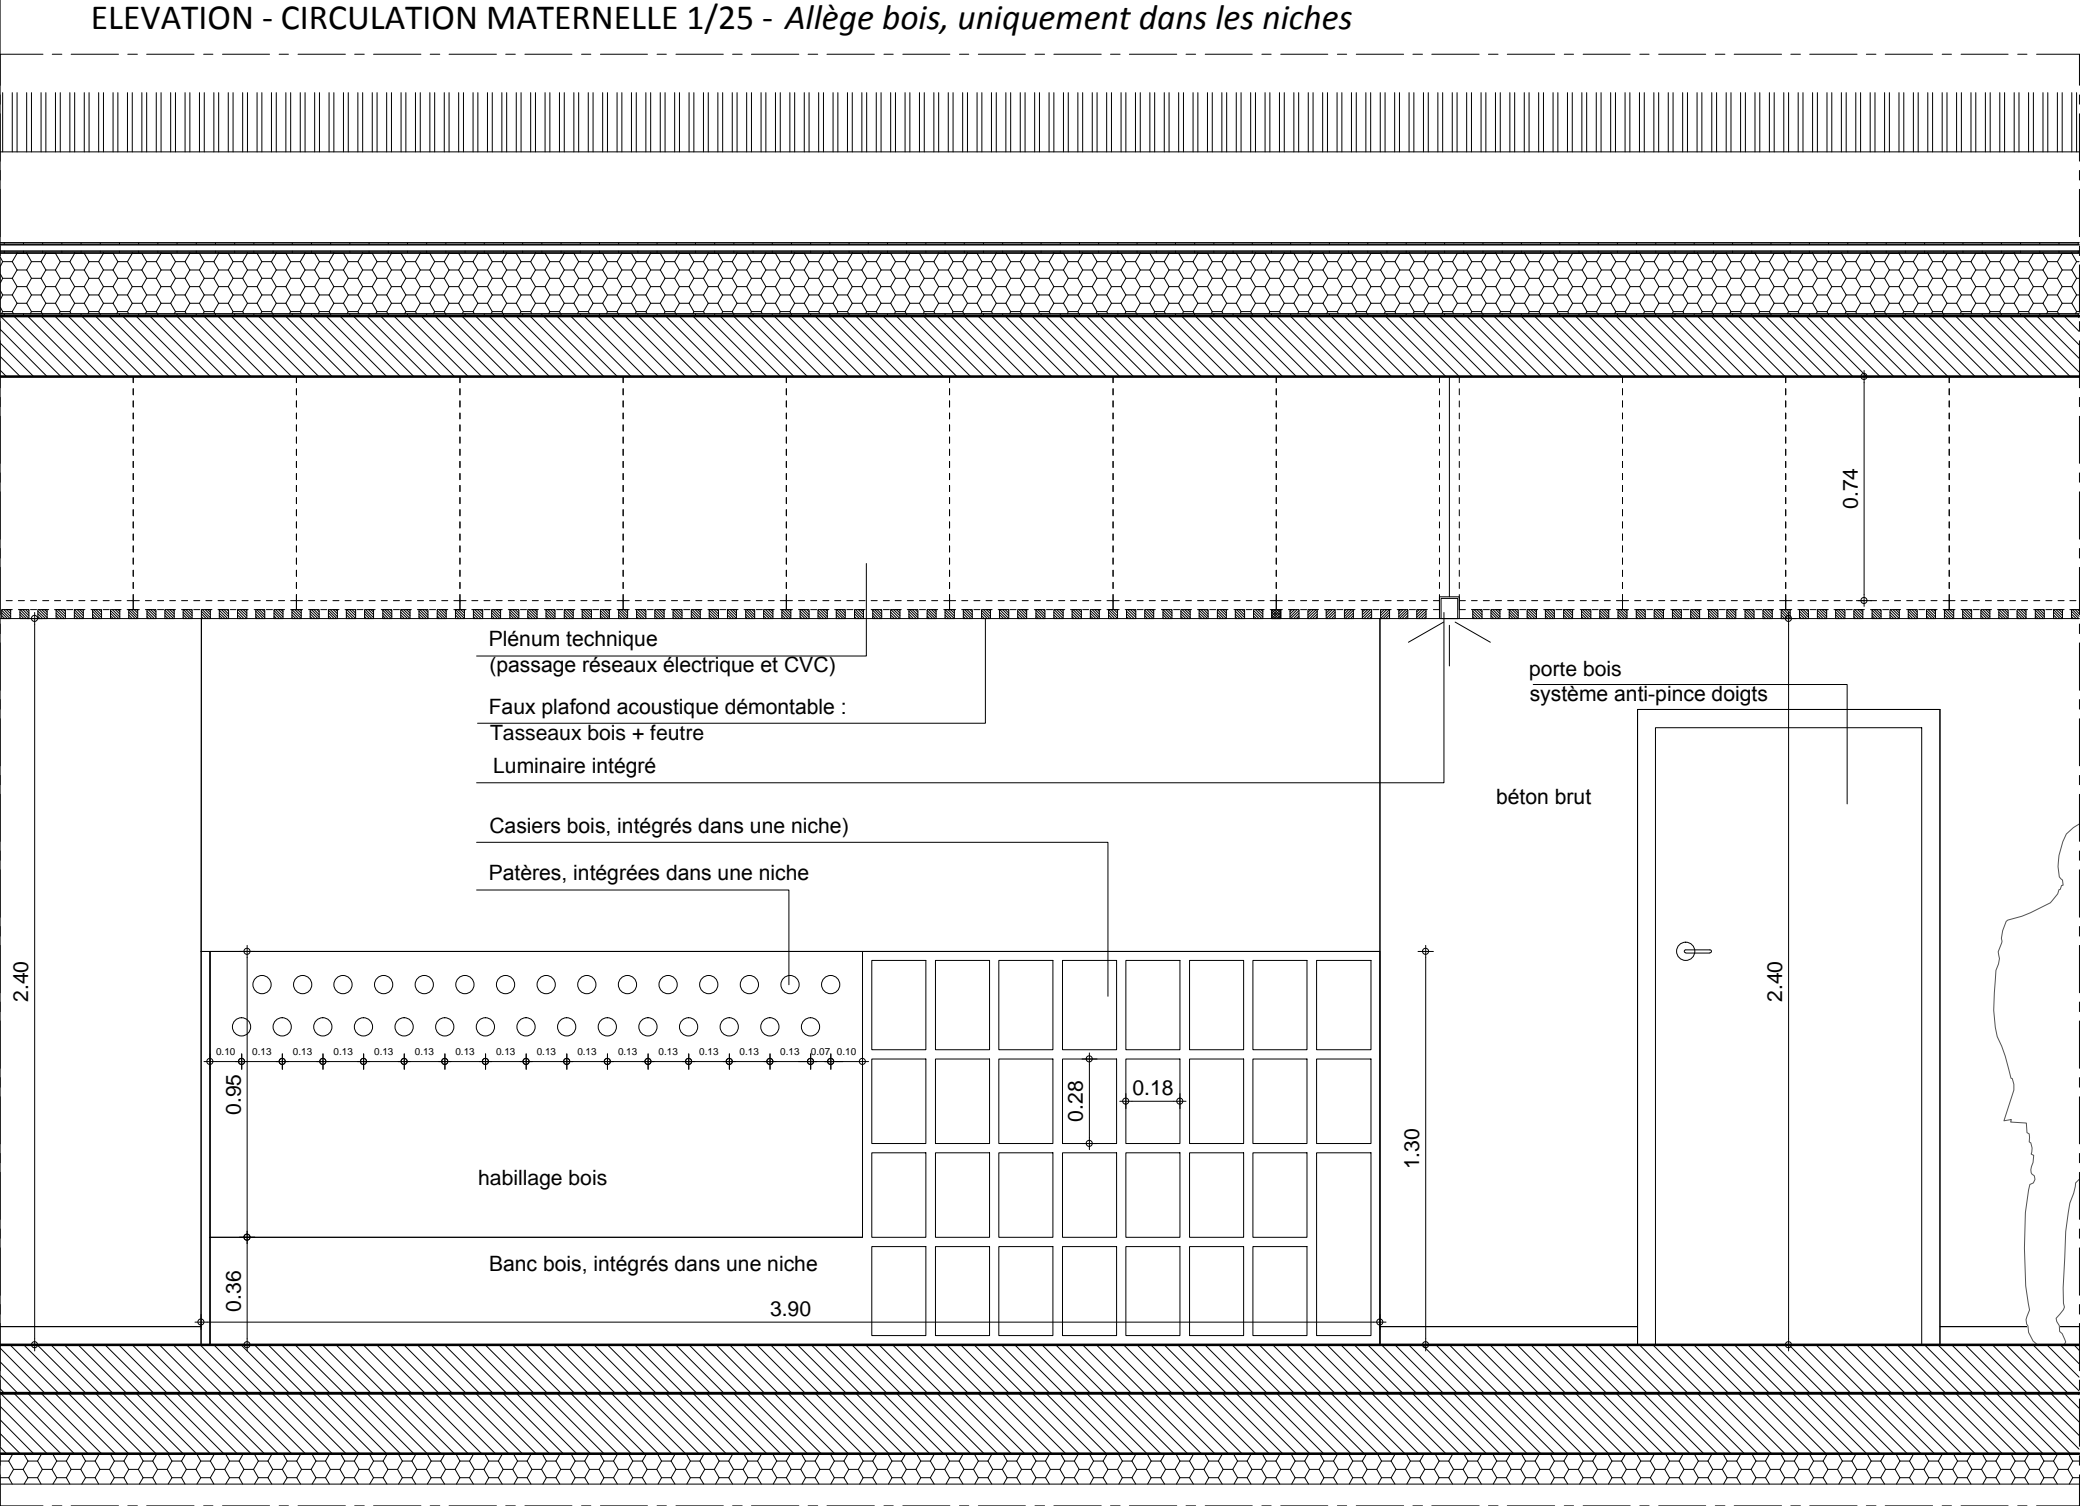 ELEVATION - CIRCULATION MATERNELLE 1/25 - Allège bois, uniquement dans les niches
0.74
Plénum technique
(passage réseaux électrique et CVC)
Faux plafond acoustique démontable :
Tasseaux bois + feutre
Luminaire intégré
porte bois
système anti-pince doigts
béton brut
Casiers bois, intégrés dans une niche)
Patères, intégrées dans une niche
2.40
2.40
0.10 0.13 0.13 0.13 0.13 0.13 0.13 0.13 0.13 0.13 0.13 0.13 0.13 0.13 0.13 0.07 0.10
0.95
0.28
0.18
1.30
habillage bois
Banc bois, intégrés dans une niche
0.36
3.90